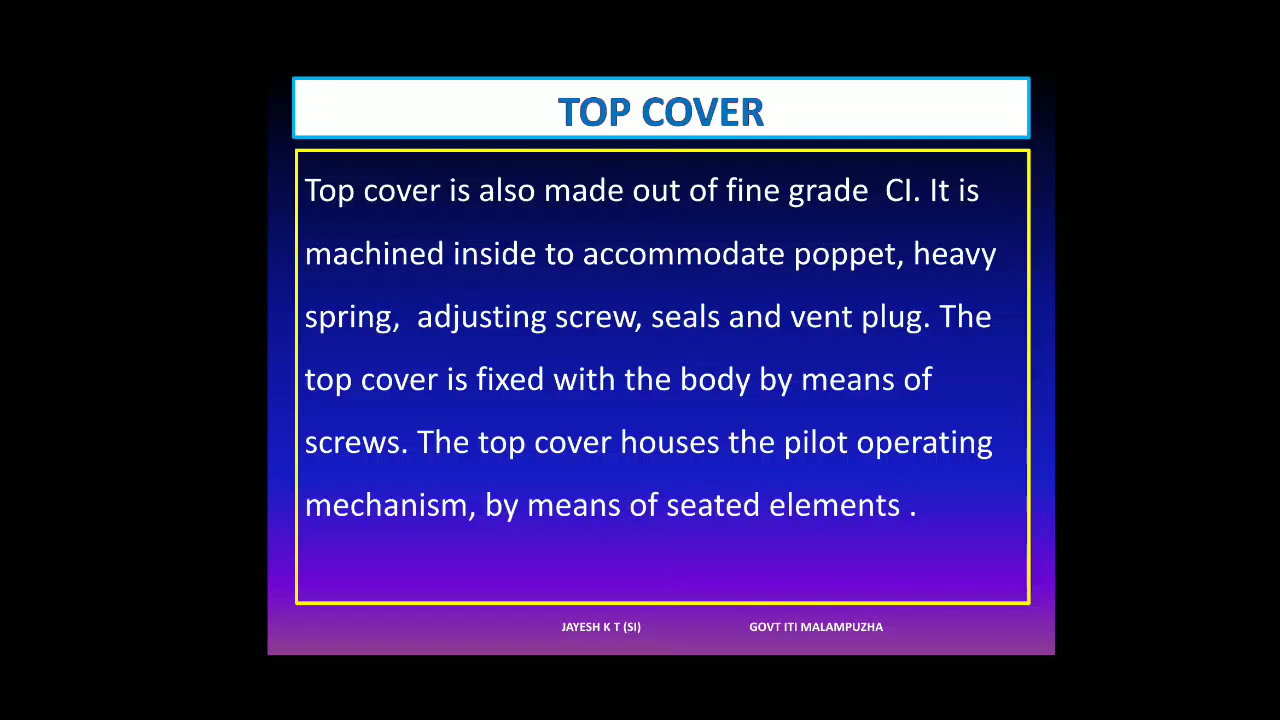 TOP COVER
Top cover is also made out of fine grade  CI. It is
machined inside to accommodate poppet, heavy
spring,  adjusting screw, seals and vent plug. The
top cover is fixed with the body by means of
screws. The top cover houses the pilot operating
mechanism, by means of seated elements .
JAYESH K T (SI)
GOVT ITI MALAMPUZHA